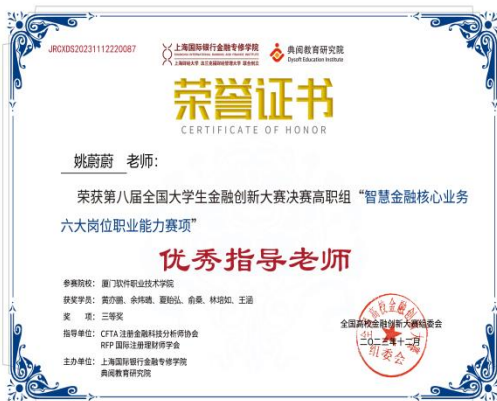 JRCXDS20231112220087
上海国际银行金融专修学院
典阅教育研究院
Dysoft Education Institute
荣誉证书
CERTIFICATE OF HONOR
姚蔚蔚 老师：
荣获第八届全国大学生金融创新大赛决赛高职组“智慧金融核心业务
六大岗位职业能力赛项”
优秀指导老师
参赛院校：厦门软件职业技术学院
获奖学员：黄亦鹏、余炜晴、夏贻弘、俞桑、林培如、王涵
奖 项：三等奖
指导单位：CFTA 注册金融科技分析师协会
RFP 国际注册理财师学会
主办单位：上海国际银行金融专修学院
典阅教育研究院
全国高校金融创新大赛组委会
二〇二三年十二月
组委会